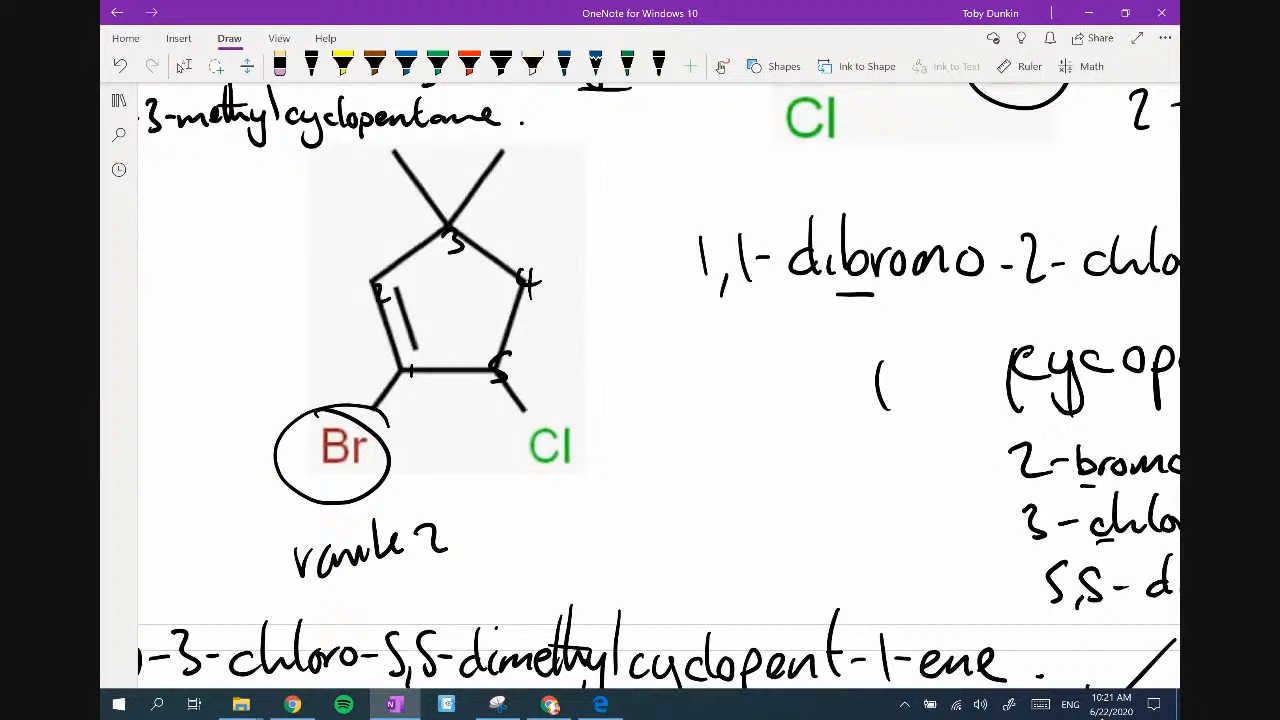 OneNote for Windows 10
Toby Dunkin
Home Insert Draw View Help
Share
Shapes Ink to Shape Ink to Text Ruler Math
-3-methylcyclopentane.
Cl
2-
3
2 4
1 5
Br Cl
rank 2
1,1-dibromo-2-chlo
(
cyclop
2-bromo
3-chlo
5,5-d
-3-chloro-5,5-dimethylcyclopent-1-ene.
ENG
10:21 AM
6/22/2020